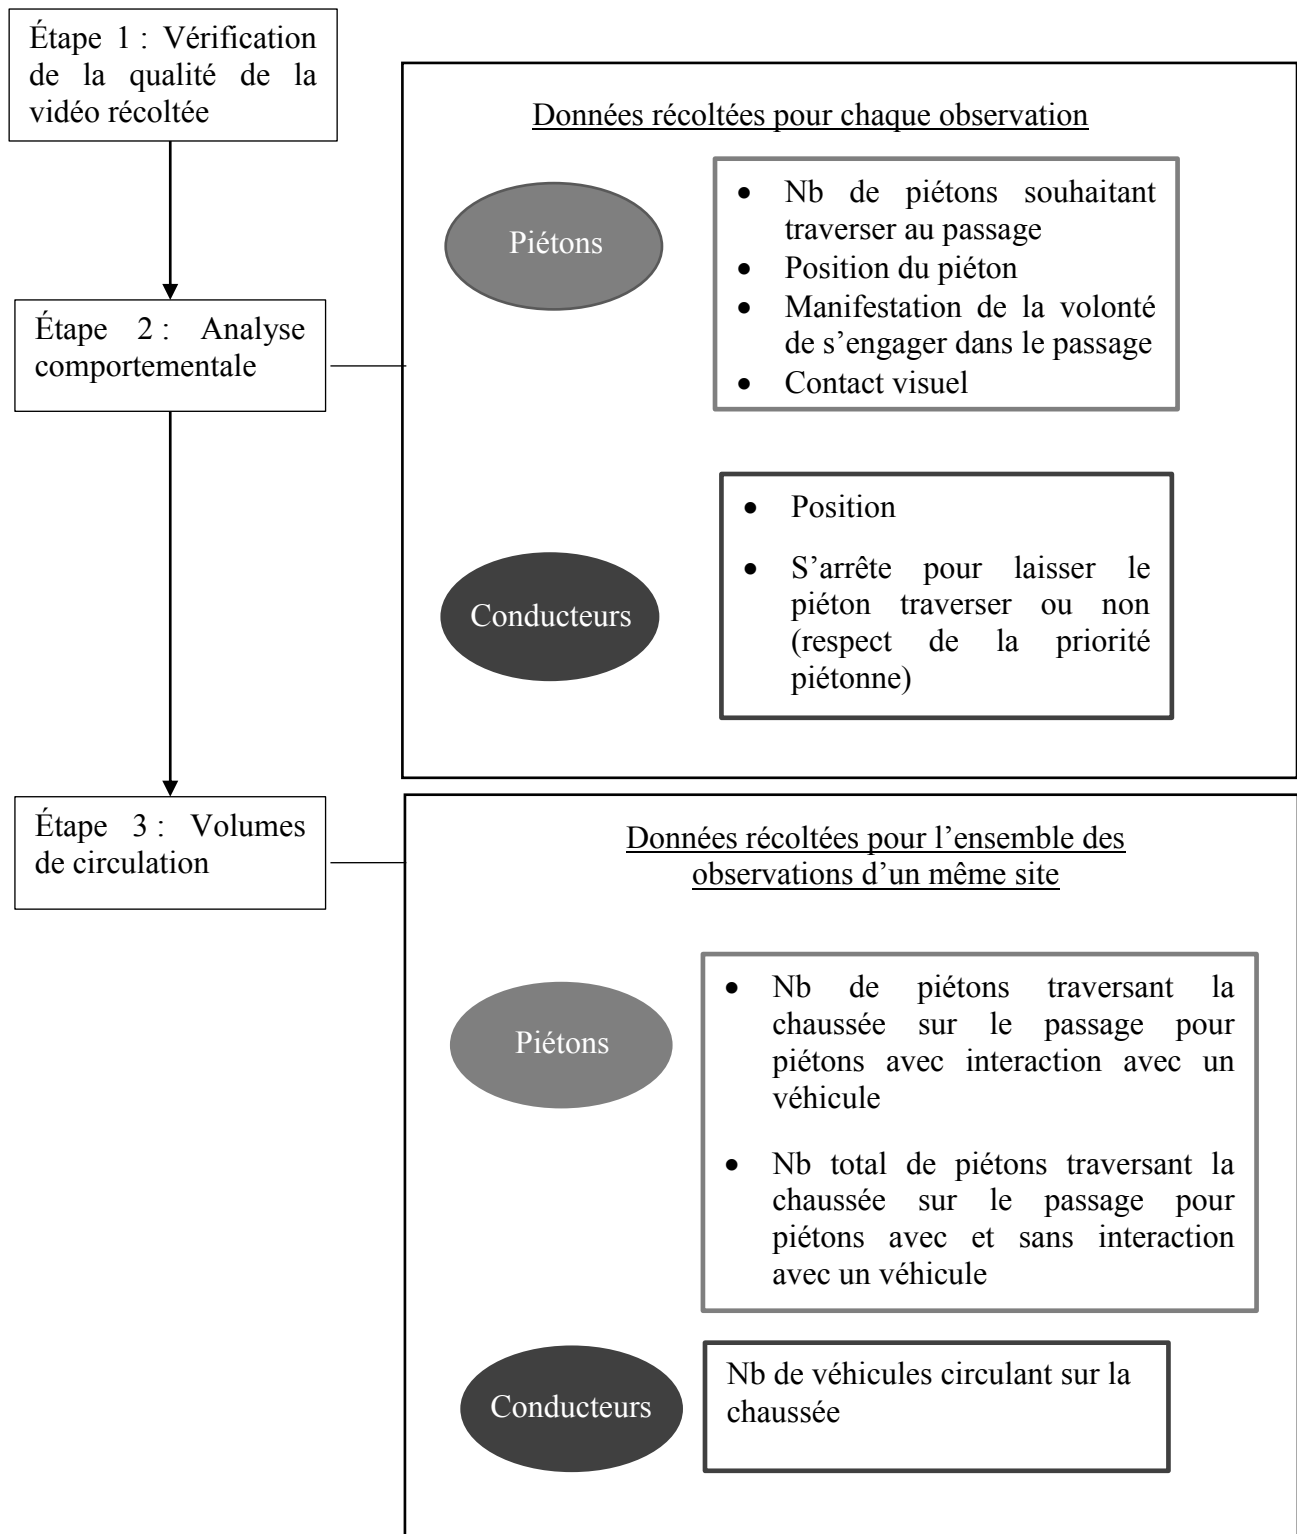 Étape 1 : Vérification
de la qualité de la
vidéo récoltée
Données récoltées pour chaque observation
Piétons
• Nb de piétons souhaitant
traverser au passage
• Position du piéton
• Manifestation de la volonté
de s’engager dans le passage
• Contact visuel
Étape 2 : Analyse
comportementale
Conducteurs
• Position
• S’arrête pour laisser le
piéton traverser ou non
(respect de la priorité
piétonne)
Étape 3 : Volumes
de circulation
Données récoltées pour l’ensemble des
observations d’un même site
Piétons
• Nb de piétons traversant la
chaussée sur le passage pour
piétons avec interaction avec un
véhicule
• Nb total de piétons traversant la
chaussée sur le passage pour
piétons avec et sans interaction
avec un véhicule
Conducteurs
Nb de véhicules circulant sur la
chaussée